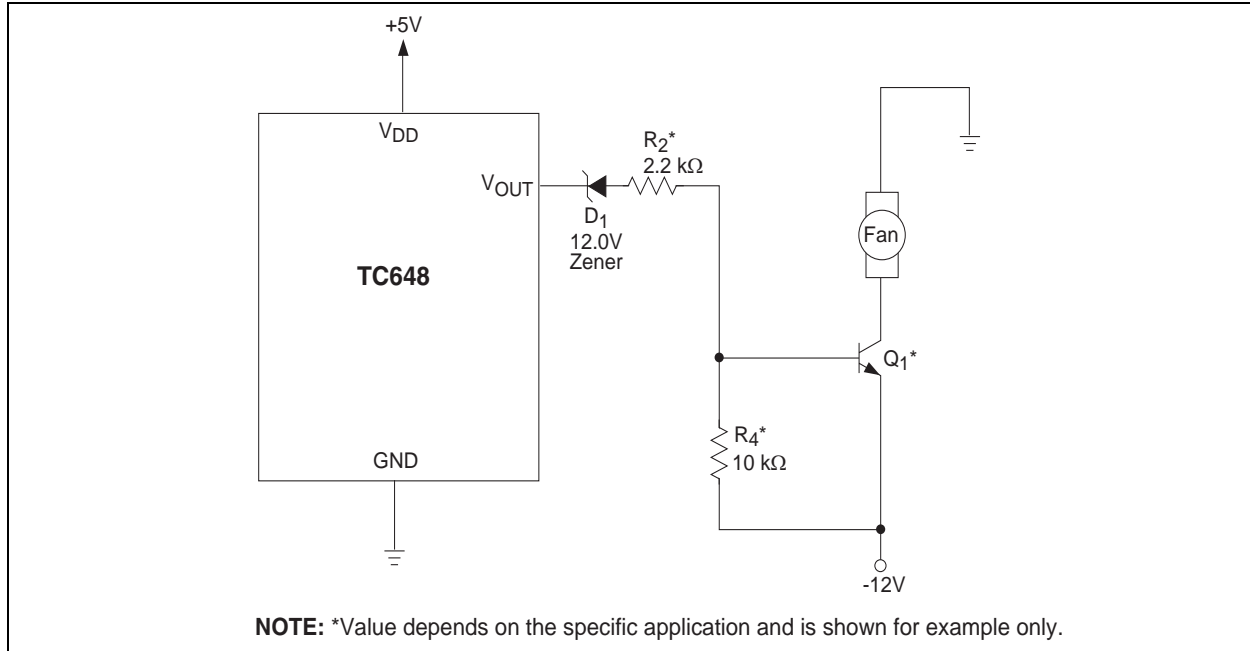 +5V
VDD
VOUT
R2*
2.2 kΩ
D1
12.0V
Zener
TC648
Fan
Q1*
R4*
10 kΩ
GND
-12V
NOTE: *Value depends on the specific application and is shown for example only.